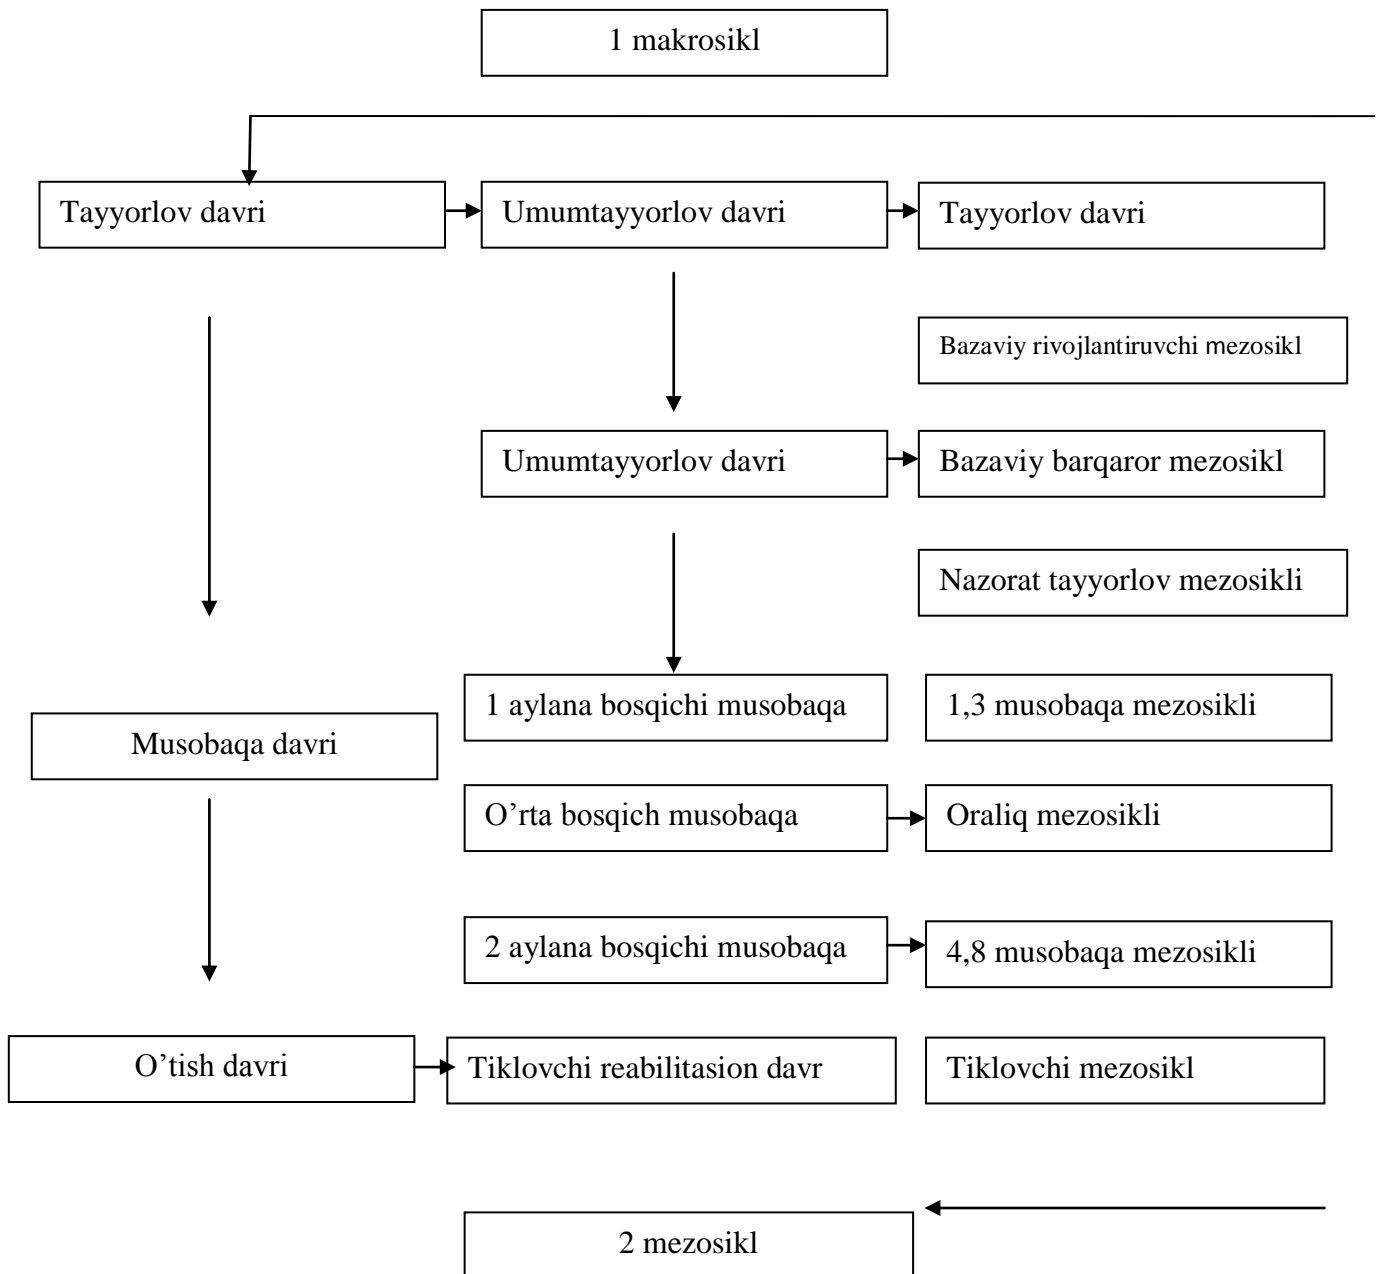 1 makrosikl
Tayyorlov davri
Umumtayyorlov davri
Tayyorlov davri
Bazaviy rivojlantiruvchi mezosikl
Umumtayyorlov davri
Bazaviy barqaror mezosikl
Nazorat tayyorlov mezosikli
1 aylana bosqichi musobaqa
1,3 musobaqa mezosikli
Musobaqa davri
O’rta bosqich musobaqa
Oraliq mezosikli
2 aylana bosqichi musobaqa
4,8 musobaqa mezosikli
O’tish davri
Tiklovchi reabilitasion davr
Tiklovchi mezosikl
2 mezosikl